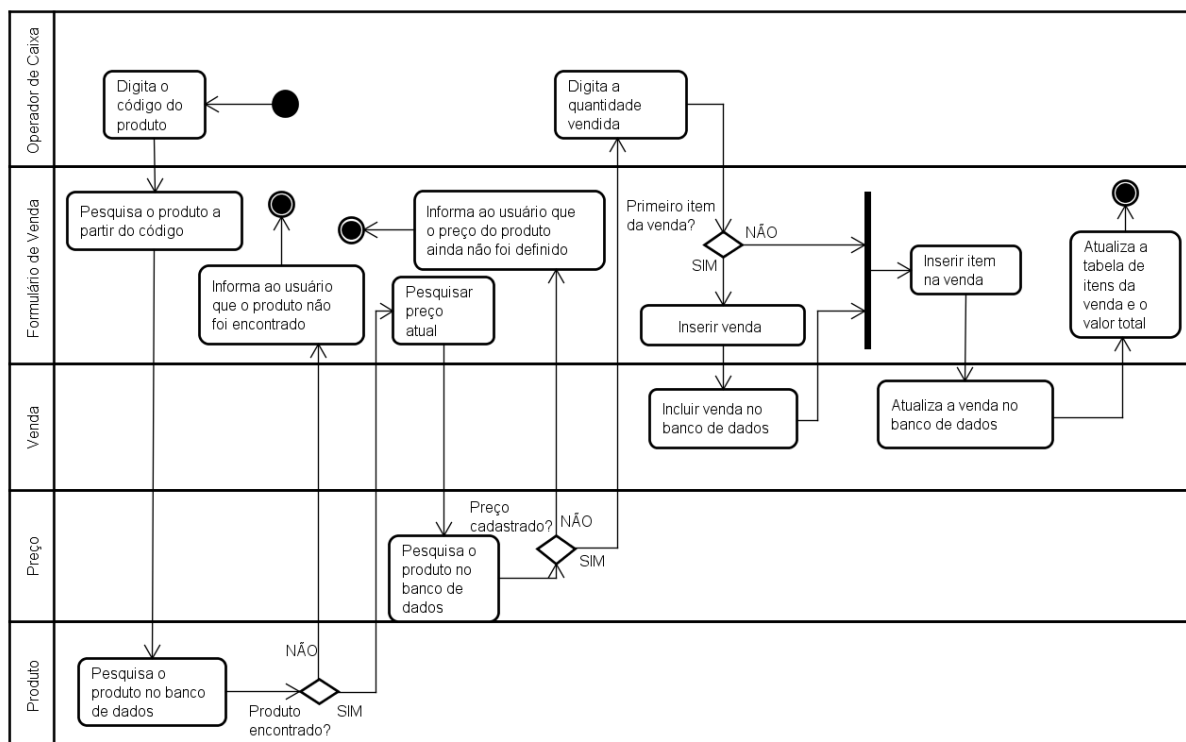 Operador de Caixa
Digita o
código do
produto
Digita a
quantidade
vendida
Formulário de Venda
Pesquisa o produto a
partir do código
Informa ao usuário
que o produto não
foi encontrado
Informa ao usuário que
o preço do produto
ainda não foi definido
Pesquisar
preço
atual
Primeiro item
da venda?
NÃO
SIM
Inserir venda
Inserir item
na venda
Atualiza a
tabela de
itens da
venda e o
valor total
Venda
Incluir venda no
banco de dados
Atualiza a venda no
banco de dados
Preço
Pesquisa o
produto no
banco de
dados
Preço
cadastrado?
NÃO
SIM
Produto
Pesquisa o
produto no banco
de dados
Produto
encontrado?
NÃO
SIM